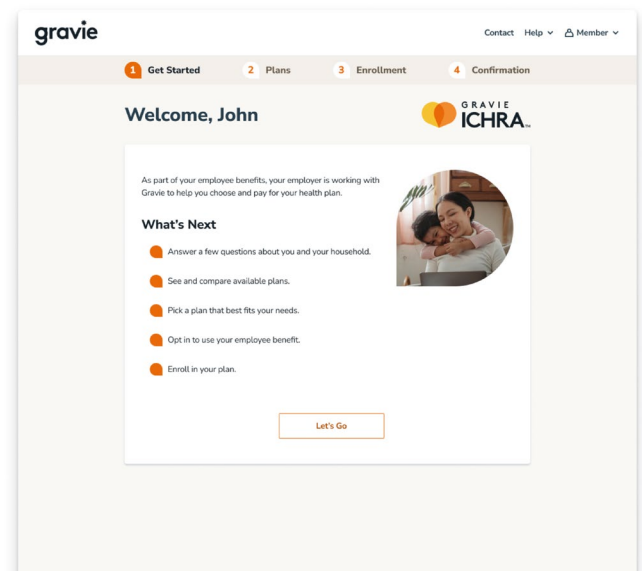 gravie
Contact Help Member
1 Get Started 2 Plans 3 Enrollment 4 Confirmation
Welcome, John
GRAVIE
ICHRA™
As part of your employee benefits, your employer is working with
Gravie to help you choose and pay for your health plan.
What's Next
Answer a few questions about you and your household.
See and compare available plans.
Pick a plan that best fits your needs.
Opt in to use your employee benefit.
Enroll in your plan.
Let's Go